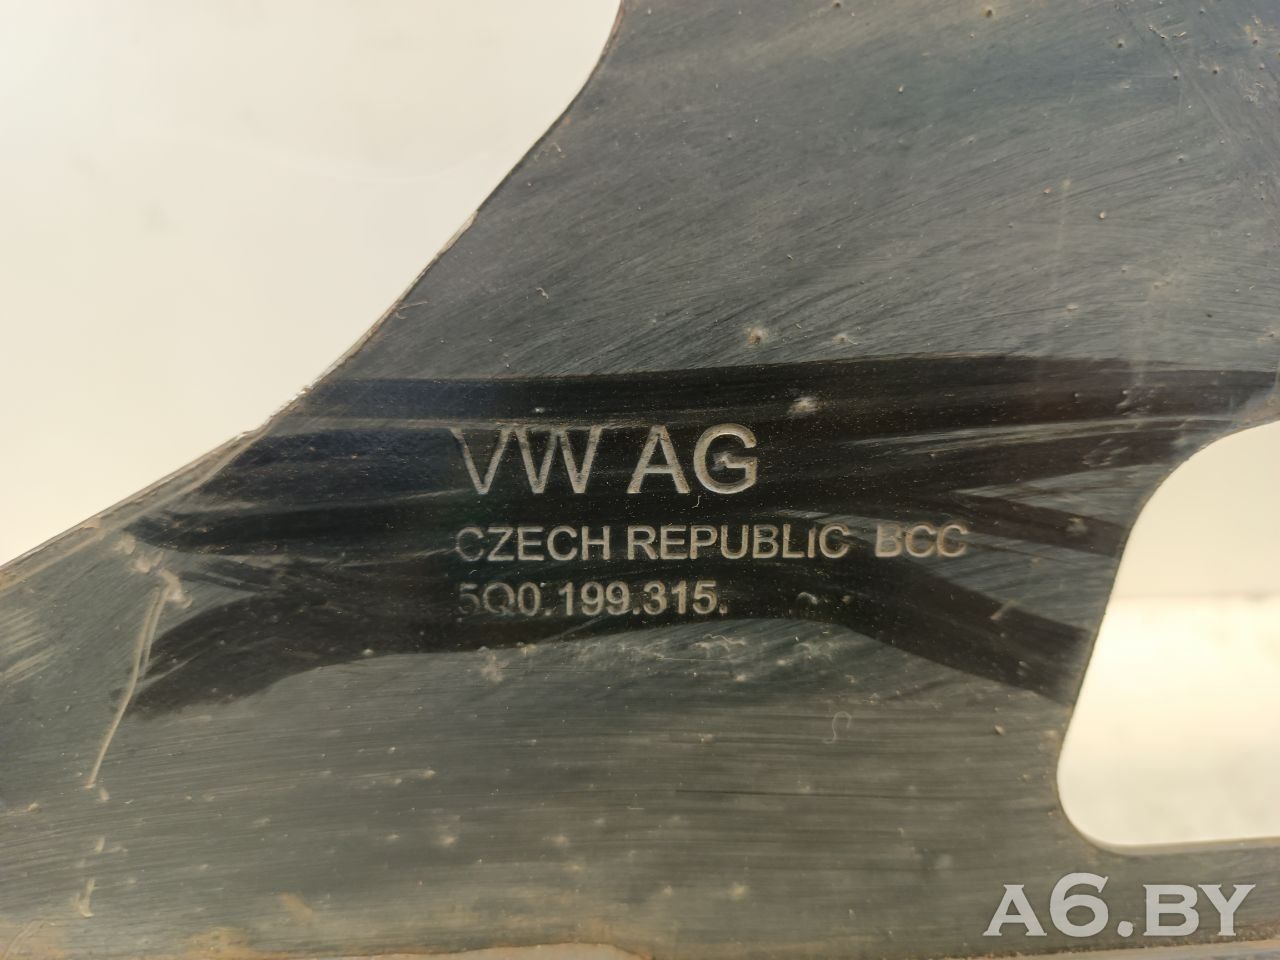 VW AG
CZECH REPUBLIC BCC
5Q0.199.315.
A6.BY